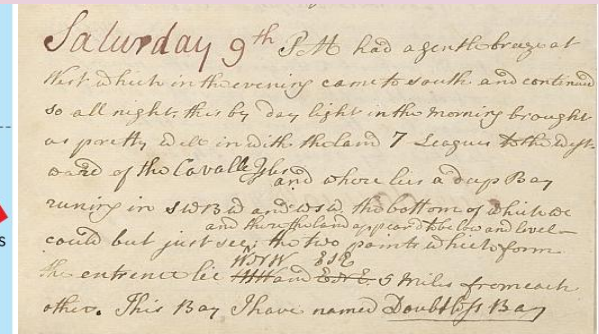 Saturday 9th PM had a gentle breze at
West which in the evening came to south and continued
so all night, this by day light in the morning brought
us pretty well in with the land 7 Leagues to the west-
ward of the Cavalle Isles and where lies a deep Bay
runing in SWBW and WSW the bottom of which we
and there the land appear'd to be low and level
could but just see, the two points which form
WNW ESE
the entrence lie and 5 Miles from each
other. This Bay I have named Doubtless Bay
s